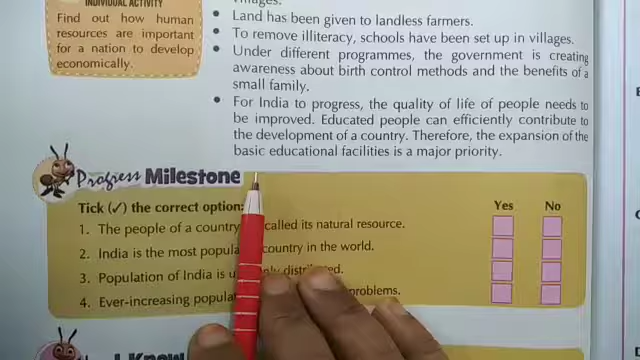 INDIVIDUAL ACTIVITY
Find out how human
resources are important
for a nation to develop
economically.
villages.
• Land has been given to landless farmers.
• To remove illiteracy, schools have been set up in villages.
• Under different programmes, the government is creating
awareness about birth control methods and the benefits of a
small family.
• For India to progress, the quality of life of people needs to
be improved. Educated people can efficiently contribute to
the development of a country. Therefore, the expansion of the
basic educational facilities is a major priority.
Progress Milestone
Tick (✓) the correct option: Yes No
1. The people of a country called its natural resource.
2. India is the most country in the world.
3. Population of India is
4. Ever-increasing problems.
I Know